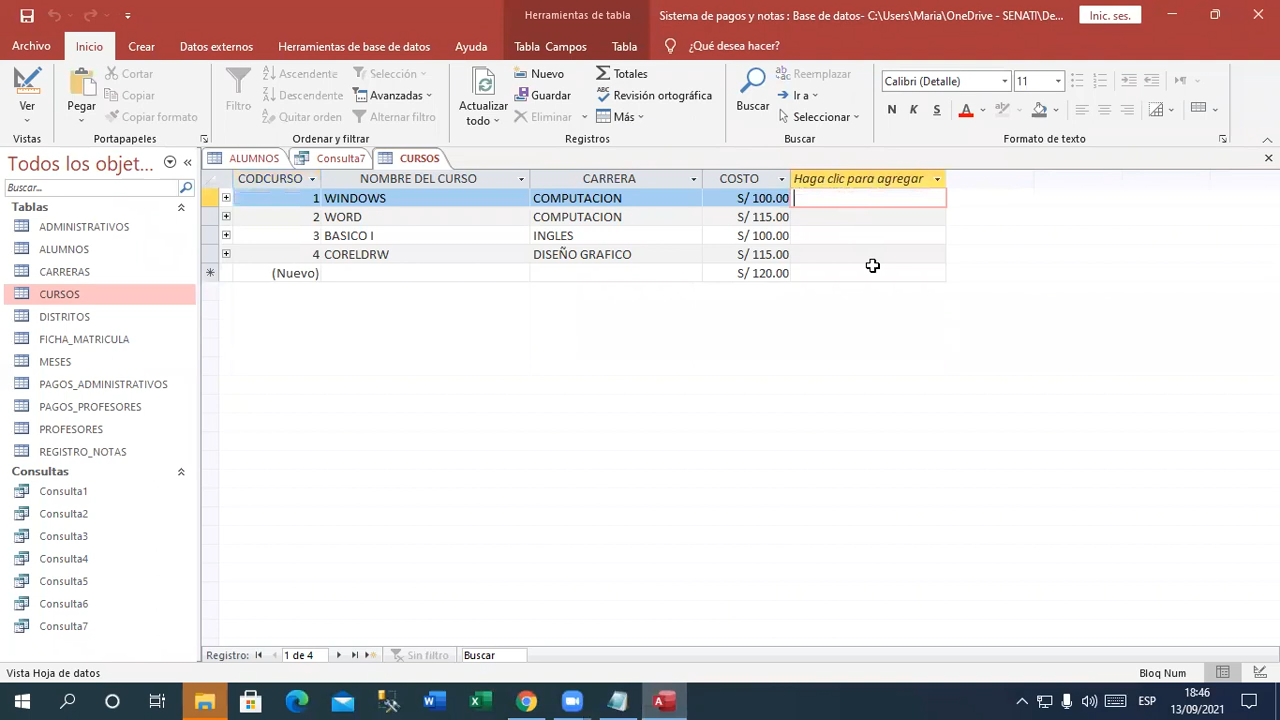 Herramientas de tabla
Sistema de pagos y notas : Base de datos- C:\Users\Maria\OneDrive - SENATI\De...
Inic. ses.
Archivo
Inicio
Crear
Datos externos
Herramientas de base de datos
Ayuda
Tabla Campos
Tabla
¿Qué desea hacer?
Ver
Vistas
Pegar
Cortar
Copiar
Copiar formato
Portapapeles
Filtro
Ascendente
Descendente
Quitar orden
Selección
Avanzadas
Alternar filtro
Ordenar y filtrar
Actualizar todo
Nuevo
Guardar
Eliminar
Totales
Revisión ortográfica
Más
Registros
Buscar
Reemplazar
Ir a
Seleccionar
Buscar
Calibri (Detalle) 11
N K S
Formato de texto
Todos los objet...
Buscar...
Tablas
ADMINISTRATIVOS
ALUMNOS
CARRERAS
CURSOS
DISTRITOS
FICHA_MATRICULA
MESES
PAGOS_ADMINISTRATIVOS
PAGOS_PROFESORES
PROFESORES
REGISTRO_NOTAS
Consultas
Consulta1
Consulta2
Consulta3
Consulta4
Consulta5
Consulta6
Consulta7
ALUMNOS
Consulta7
CURSOS
CODCURSO NOMBRE DEL CURSO CARRERA COSTO Haga clic para agregar
1 WINDOWS COMPUTACION S/ 100.00
2 WORD COMPUTACION S/ 115.00
3 BASICO I INGLES S/ 100.00
4 CORELDRW DISEÑO GRAFICO S/ 115.00
(Nuevo) S/ 120.00
Registro: 1 de 4 Sin filtro Buscar
Vista Hoja de datos
Bloq Num
ESP
18:46
13/09/2021